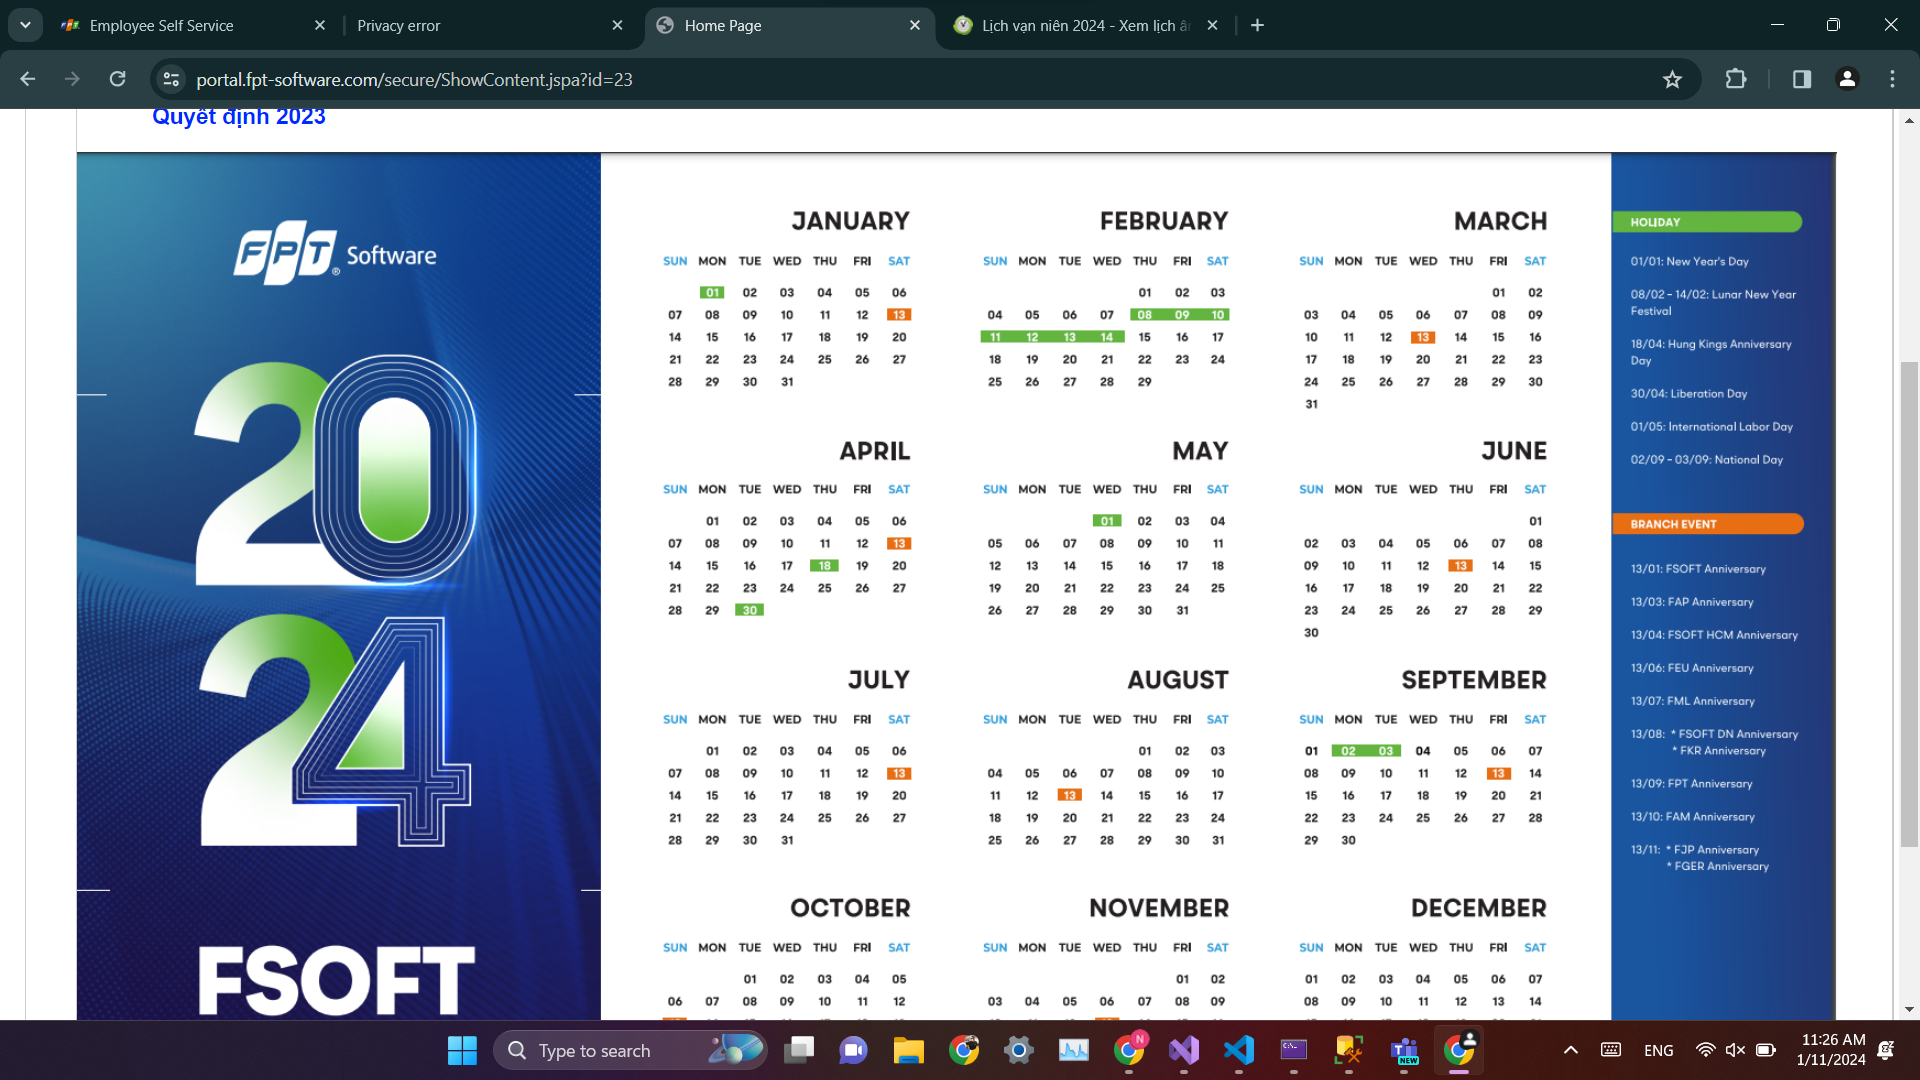 Employee Self Service
Privacy error
Home Page
Lịch vạn niên 2024 - Xem lịch âr
portal.fpt-software.com/secure/ShowContent.jspa?id=23
Quyết định 2023
FPT Software
2024
FSOFT
JANUARY
SUN MON TUE WED THU FRI SAT
01 02 03 04 05 06
07 08 09 10 11 12 13
14 15 16 17 18 19 20
21 22 23 24 25 26 27
28 29 30 31
FEBRUARY
SUN MON TUE WED THU FRI SAT
01 02 03
04 05 06 07 08 09 10
11 12 13 14 15 16 17
18 19 20 21 22 23 24
25 26 27 28 29
MARCH
SUN MON TUE WED THU FRI SAT
01 02
03 04 05 06 07 08 09
10 11 12 13 14 15 16
17 18 19 20 21 22 23
24 25 26 27 28 29 30
31
APRIL
SUN MON TUE WED THU FRI SAT
01 02 03 04 05 06
07 08 09 10 11 12 13
14 15 16 17 18 19 20
21 22 23 24 25 26 27
28 29 30
MAY
SUN MON TUE WED THU FRI SAT
01 02 03 04
05 06 07 08 09 10 11
12 13 14 15 16 17 18
19 20 21 22 23 24 25
26 27 28 29 30 31
JUNE
SUN MON TUE WED THU FRI SAT
01
02 03 04 05 06 07 08
09 10 11 12 13 14 15
16 17 18 19 20 21 22
23 24 25 26 27 28 29
30
JULY
SUN MON TUE WED THU FRI SAT
01 02 03 04 05 06
07 08 09 10 11 12 13
14 15 16 17 18 19 20
21 22 23 24 25 26 27
28 29 30 31
AUGUST
SUN MON TUE WED THU FRI SAT
01 02 03
04 05 06 07 08 09 10
11 12 13 14 15 16 17
18 19 20 21 22 23 24
25 26 27 28 29 30 31
SEPTEMBER
SUN MON TUE WED THU FRI SAT
01 02 03 04 05 06 07
08 09 10 11 12 13 14
15 16 17 18 19 20 21
22 23 24 25 26 27 28
29 30
OCTOBER
SUN MON TUE WED THU FRI SAT
01 02 03 04 05
06 07 08 09 10 11 12
NOVEMBER
SUN MON TUE WED THU FRI SAT
01 02
03 04 05 06 07 08 09
DECEMBER
SUN MON TUE WED THU FRI SAT
01 02 03 04 05 06 07
08 09 10 11 12 13 14
HOLIDAY
01/01: New Year's Day
08/02 - 14/02: Lunar New Year
Festival
18/04: Hung Kings Anniversary
Day
30/04: Liberation Day
01/05: International Labor Day
02/09 - 03/09: National Day
BRANCH EVENT
13/01: FSOFT Anniversary
13/03: FAP Anniversary
13/04: FSOFT HCM Anniversary
13/06: FEU Anniversary
13/07: FML Anniversary
13/08: * FSOFT DN Anniversary
* FKR Anniversary
13/09: FPT Anniversary
13/10: FAM Anniversary
13/11: * FJP Anniversary
* FGER Anniversary
Type to search
N
C:\_
NEW
ENG
11:26 AM
1/11/2024